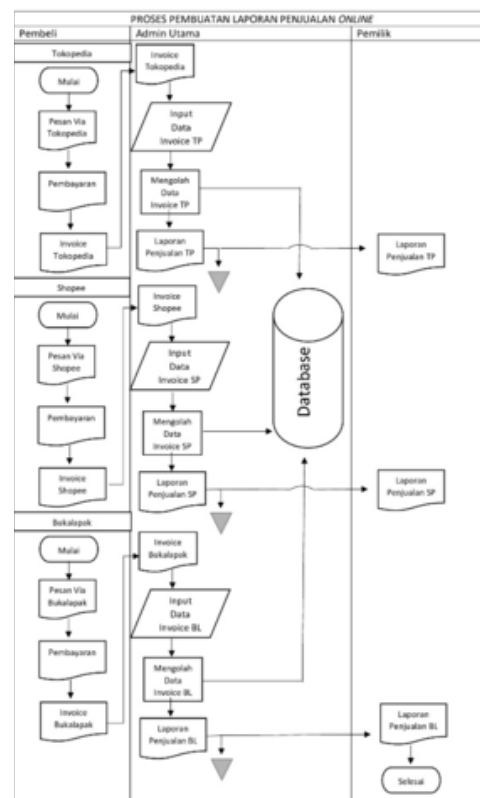 PROSES PEMBUATAN LAPORAN PENJUALAN ONLINE
Pembeli
Admin Utama
Pemilik
Tokopedia
Mulai
Pesan Via
Tokopedia
Pembayaran
Invoice
Tokopedia
Invoice
Tokopedia
Input
Data
Invoice TP
Mengolah
Data
Invoice TP
Laporan
Penjualan TP
Laporan
Penjualan TP
Shopee
Mulai
Pesan Via
Shopee
Pembayaran
Invoice
Shopee
Invoice
Shopee
Input
Data
Invoice SP
Mengolah
Data
Invoice SP
Laporan
Penjualan SP
Database
Laporan
Penjualan SP
Bukalapak
Mulai
Pesan Via
Bukalapak
Pembayaran
Invoice
Bukalapak
Invoice
Bukalapak
Input
Data
Invoice BL
Mengolah
Data
Invoice BL
Laporan
Penjualan BL
Laporan
Penjualan BL
Selesai